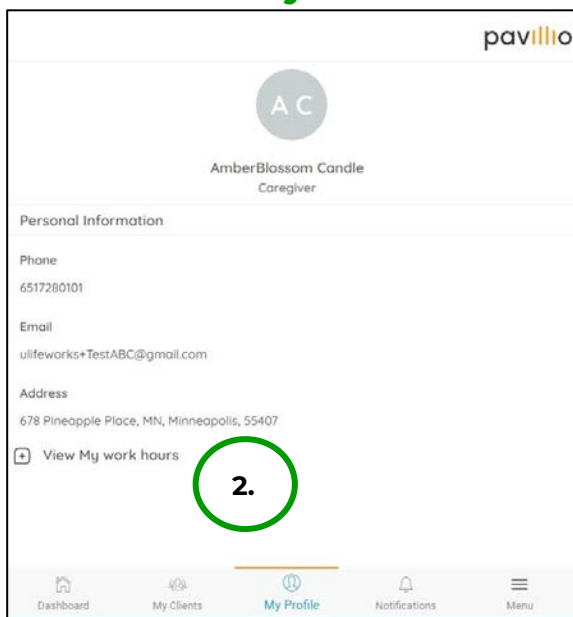 pavillio
A C
AmberBlossom Candle
Caregiver
Personal Information
Phone
6517280101
Email
ulifeworks+TestABC@gmail.com
Address
678 Pineapple Place, MN, Minneapolis, 55407
View My work hours
2.
Dashboard My Clients My Profile Notifications Menu